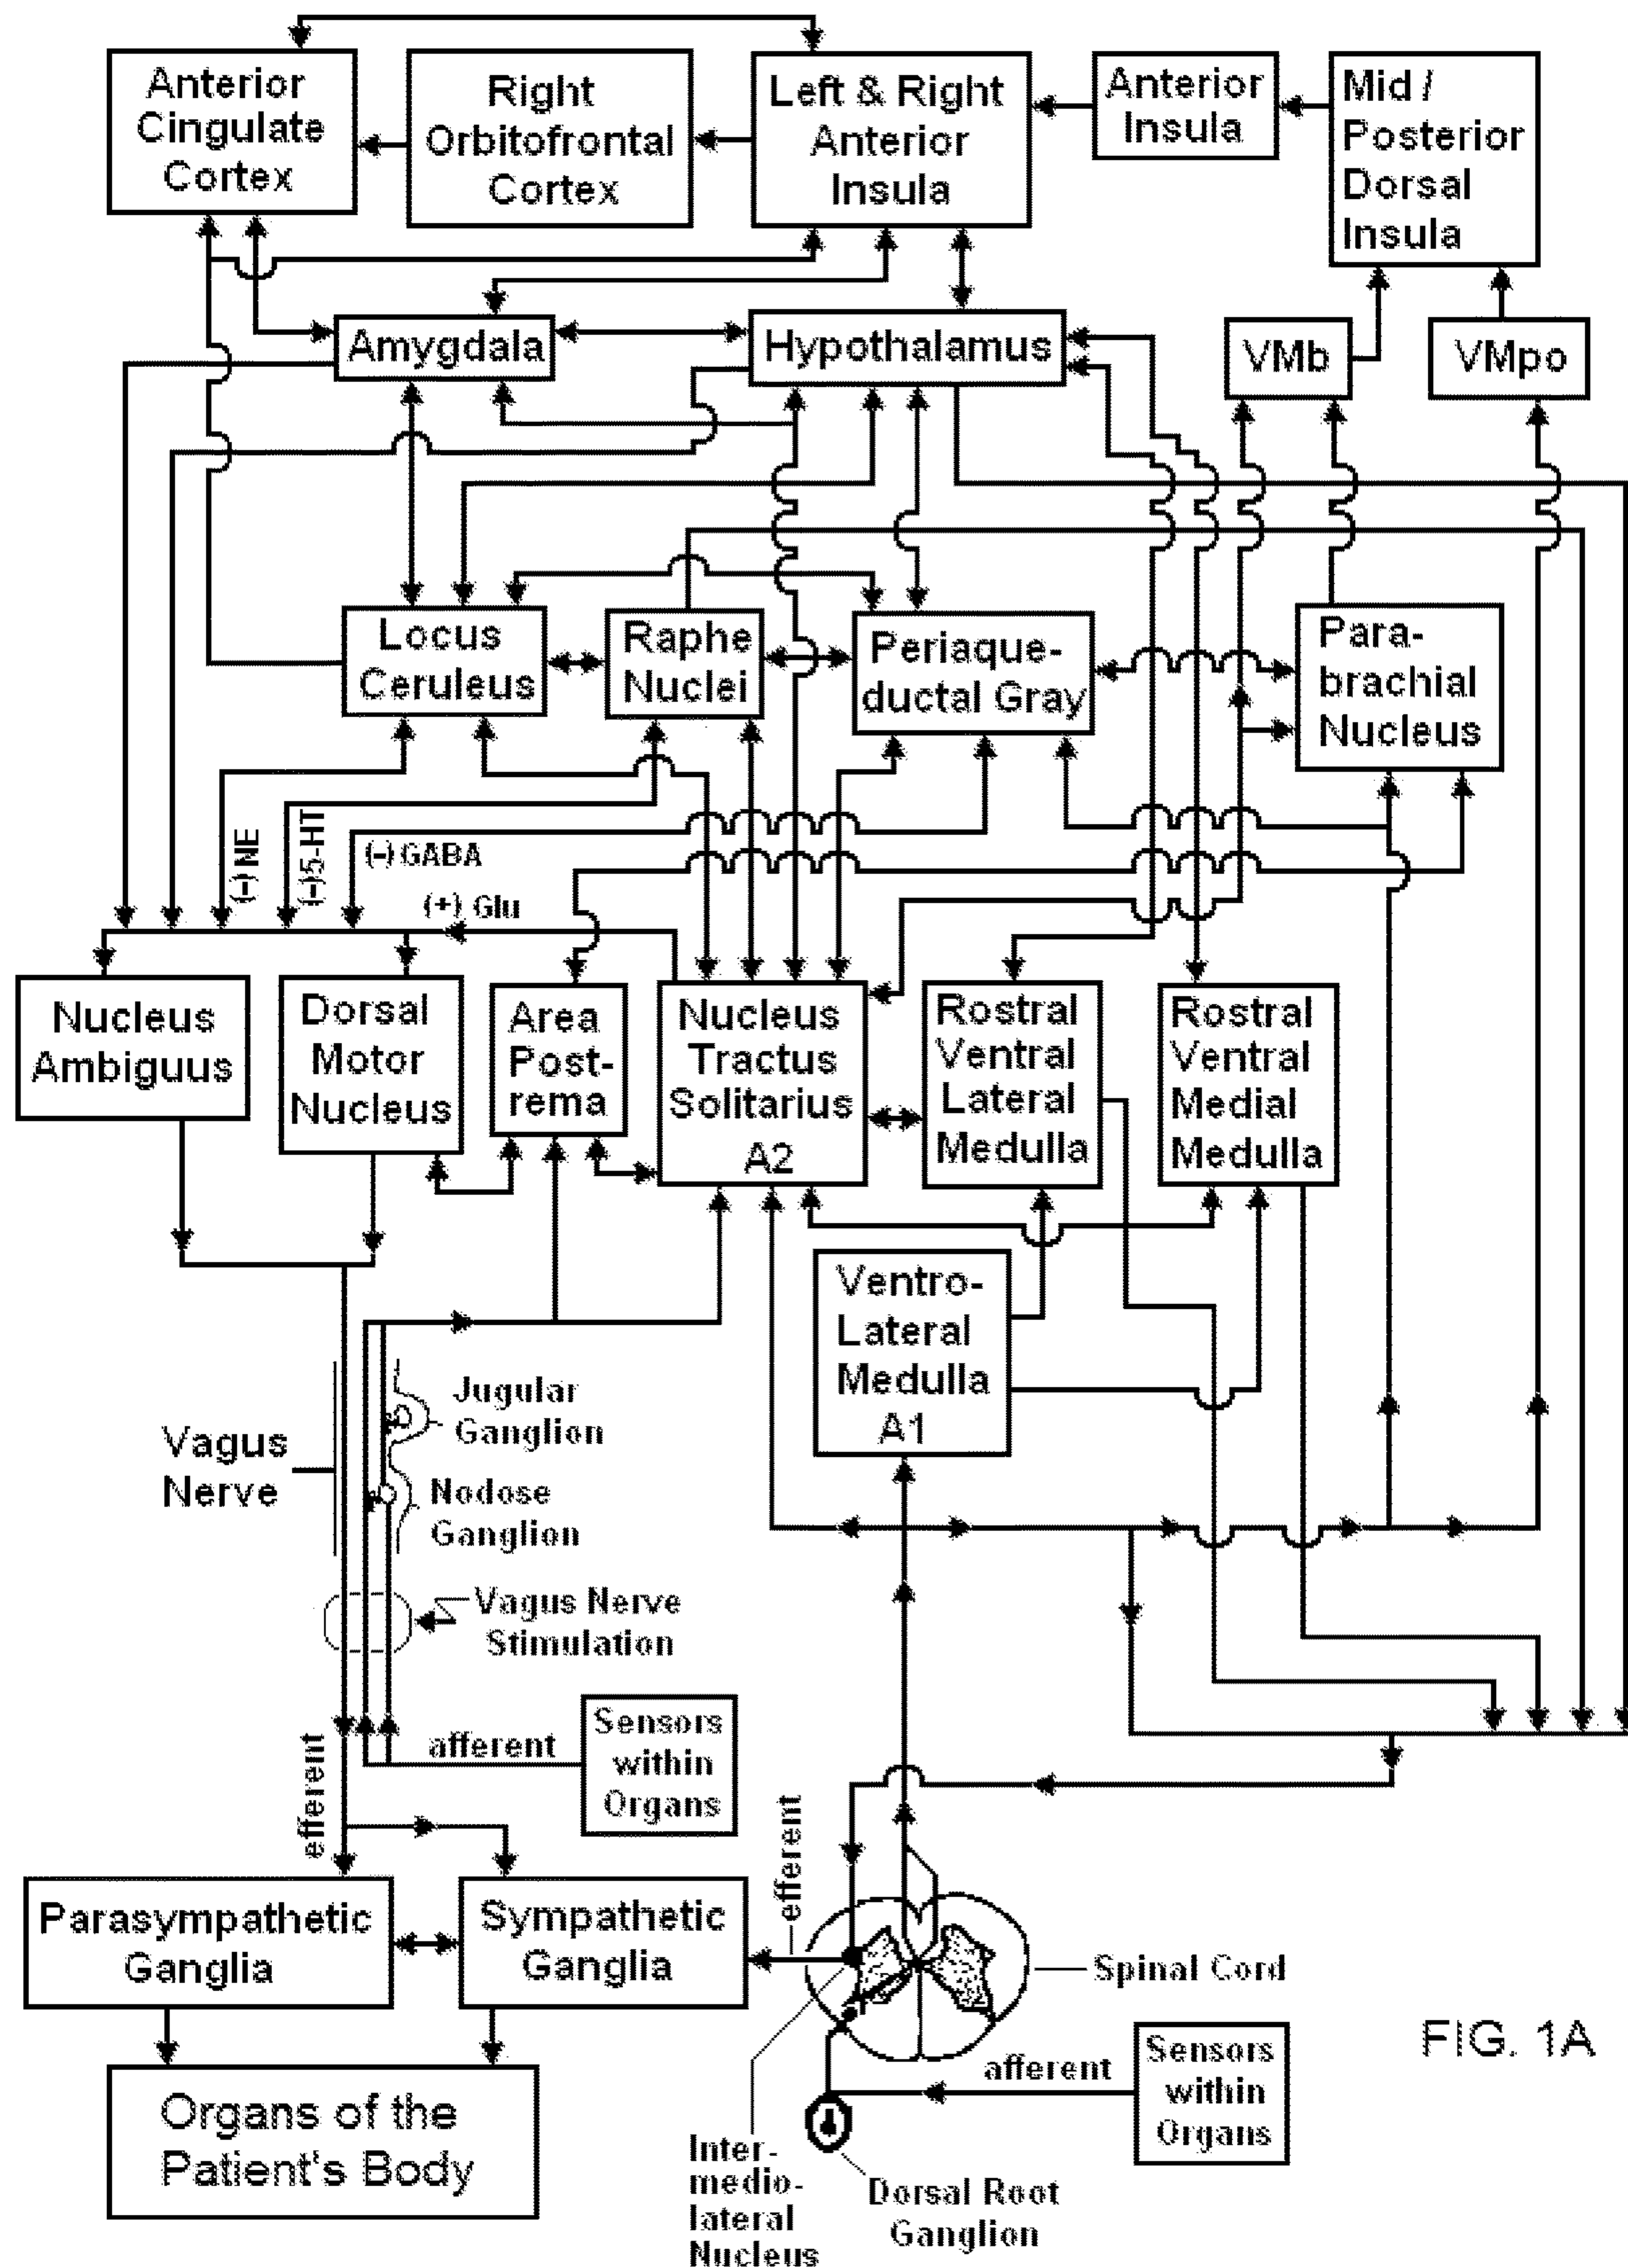 Anterior
Cingulate
Cortex
Right
Orbitofrontal
Cortex
Left & Right
Anterior
Insula
Anterior
Insula
Mid /
Posterior
Dorsal
Insula
Amygdala
Hypothalamus
VMb
VMpo
Locus
Ceruleus
Raphe
Nuclei
Periaque-
ductal Gray
Para-
brachial
Nucleus
(-) NE
(-)5-HT
(-) GABA
(+) Glu
Nucleus
Ambiguus
Dorsal
Motor
Nucleus
Area
Post-
rema
Nucleus
Tractus
Solitarius
A2
Rostral
Ventral
Lateral
Medulla
Rostral
Ventral
Medial
Medulla
Ventro-
Lateral
Medulla
A1
Jugular
Ganglion
Vagus
Nerve
Nodose
Ganglion
Vagus Nerve
Stimulation
Sensors
within
Organs
afferent
efferent
efferent
Parasympathetic
Ganglia
Sympathetic
Ganglia
Spinal Cord
FIG. 1A
Sensors
within
Organs
afferent
Organs of the
Patient's Body
Inter-
medio-
lateral
Nucleus
Dorsal Root
Ganglion